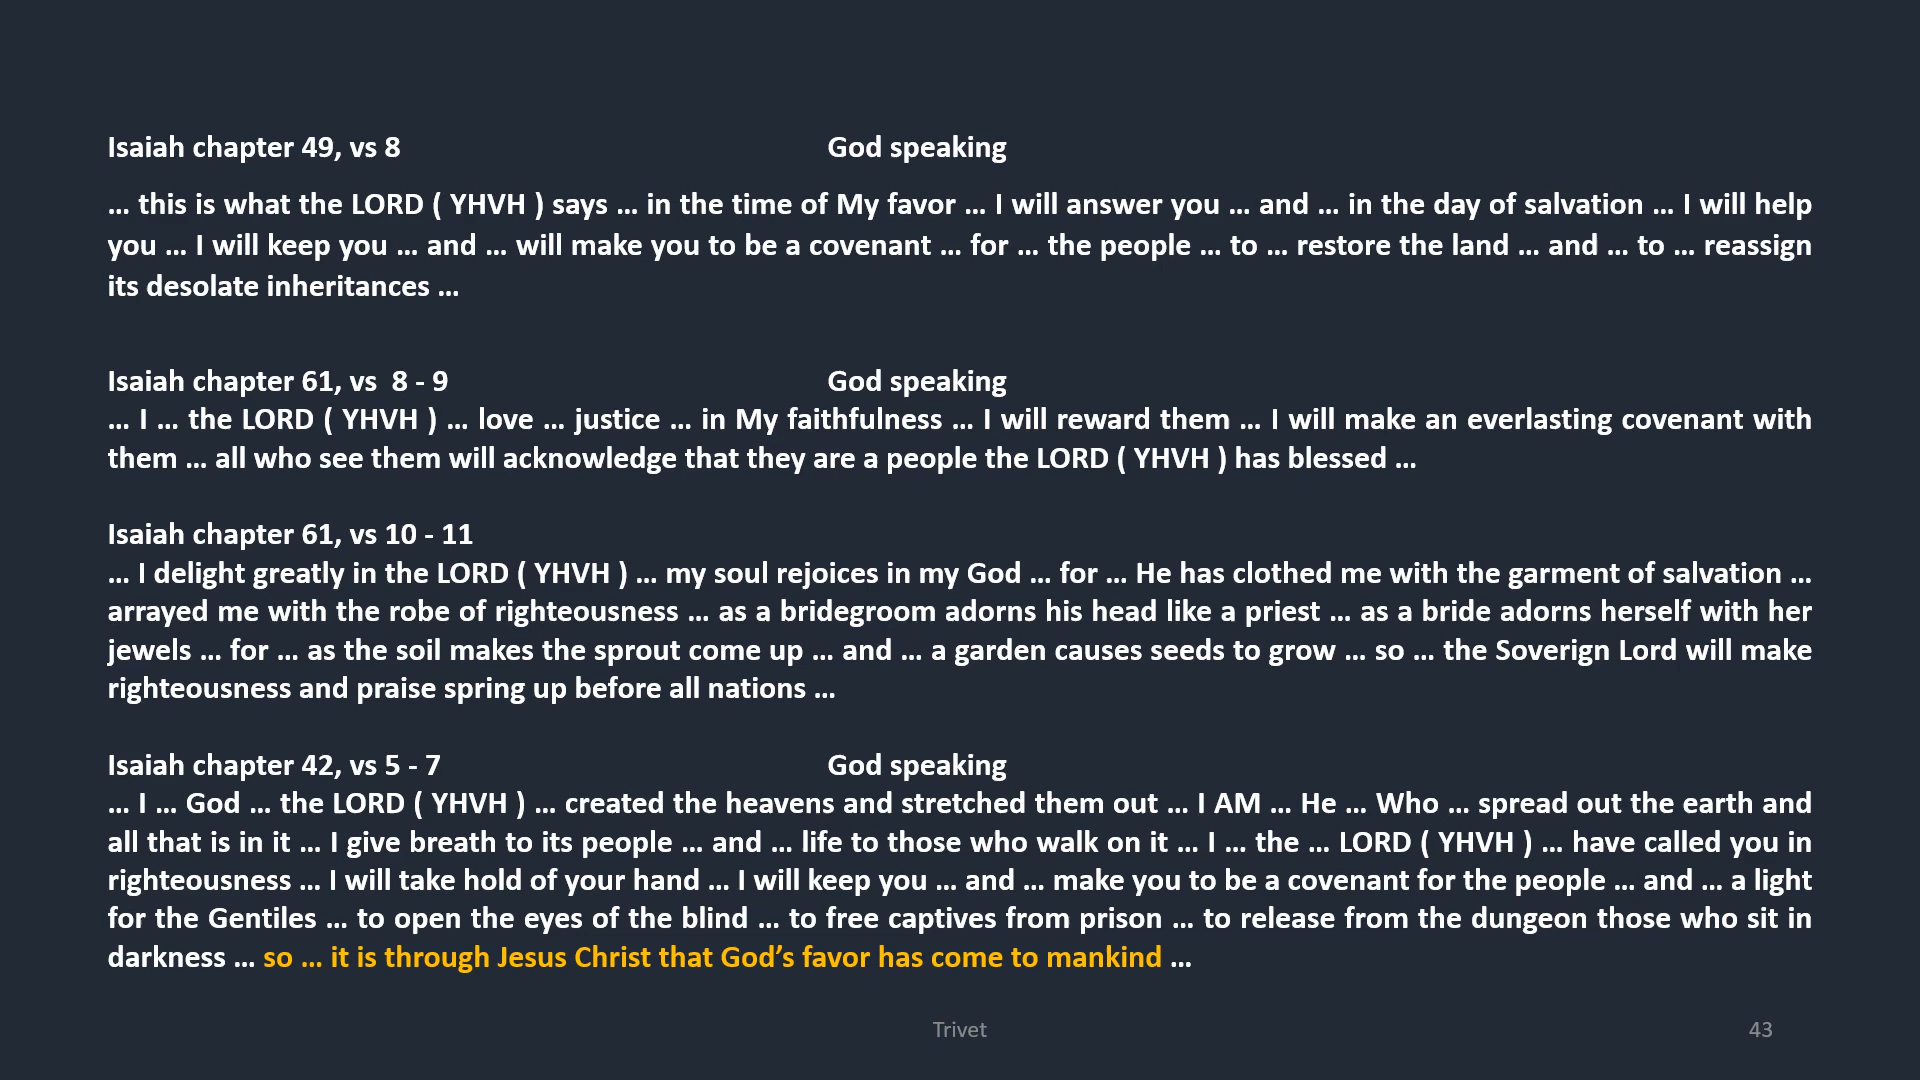 Isaiah chapter 49, vs 8 God speaking
... this is what the LORD ( YHVH ) says ... in the time of My favor ... I will answer you ... and ... in the day of salvation ... I will help
you ... I will keep you ... and ... will make you to be a covenant ... for ... the people ... to ... restore the land ... and ... to ... reassign
its desolate inheritances ...
Isaiah chapter 61, vs  8 - 9 God speaking
... I ... the LORD ( YHVH ) ... love ... justice ... in My faithfulness ... I will reward them ... I will make an everlasting covenant with
them ... all who see them will acknowledge that they are a people the LORD ( YHVH ) has blessed ...
Isaiah chapter 61, vs 10 - 11
... I delight greatly in the LORD ( YHVH ) ... my soul rejoices in my God ... for ... He has clothed me with the garment of salvation ...
arrayed me with the robe of righteousness ... as a bridegroom adorns his head like a priest ... as a bride adorns herself with her
jewels ... for ... as the soil makes the sprout come up ... and ... a garden causes seeds to grow ... so ... the Soverign Lord will make
righteousness and praise spring up before all nations ...
Isaiah chapter 42, vs 5 - 7 God speaking
... I ... God ... the LORD ( YHVH ) ... created the heavens and stretched them out ... I AM ... He ... Who ... spread out the earth and
all that is in it ... I give breath to its people ... and ... life to those who walk on it ... I ... the ... LORD ( YHVH ) ... have called you in
righteousness ... I will take hold of your hand ... I will keep you ... and ... make you to be a covenant for the people ... and ... a light
for the Gentiles ... to open the eyes of the blind ... to free captives from prison ... to release from the dungeon those who sit in
darkness ... so ... it is through Jesus Christ that God’s favor has come to mankind ...
Trivet 43